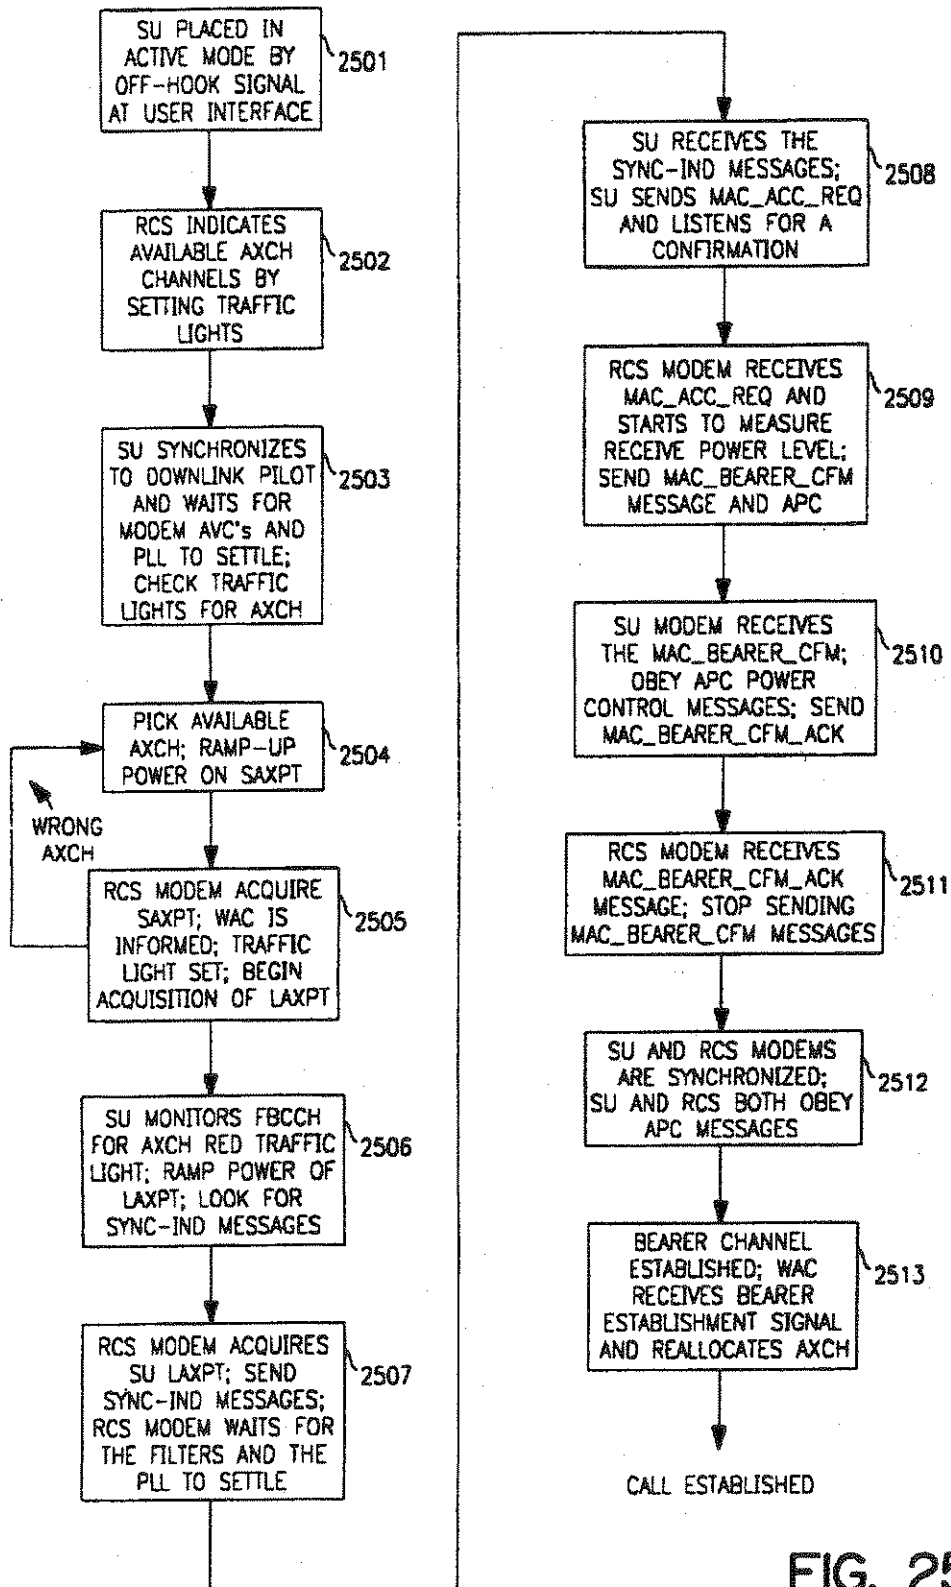 SU PLACED IN
ACTIVE MODE BY
OFF-HOOK SIGNAL
AT USER INTERFACE
2501
RCS INDICATES
AVAILABLE AXCH
CHANNELS BY
SETTING TRAFFIC
LIGHTS
2502
SU SYNCHRONIZES
TO DOWNLINK PILOT
AND WAITS FOR
MODEM AVC's AND
PLL TO SETTLE;
CHECK TRAFFIC
LIGHTS FOR AXCH
2503
PICK AVAILABLE
AXCH; RAMP-UP
POWER ON SAXPT
2504
WRONG
AXCH
RCS MODEM ACQUIRE
SAXPT; WAC IS
INFORMED; TRAFFIC
LIGHT SET; BEGIN
ACQUISITION OF LAXPT
2505
SU MONITORS FBCCH
FOR AXCH RED TRAFFIC
LIGHT; RAMP POWER OF
LAXPT; LOOK FOR
SYNC-IND MESSAGES
2506
RCS MODEM ACQUIRES
SU LAXPT; SEND
SYNC-IND MESSAGES;
RCS MODEM WAITS FOR
THE FILTERS AND THE
PLL TO SETTLE
2507
SU RECEIVES THE
SYNC-IND MESSAGES;
SU SENDS MAC_ACC_REQ
AND LISTENS FOR A
CONFIRMATION
2508
RCS MODEM RECEIVES
MAC_ACC_REQ AND
STARTS TO MEASURE
RECEIVE POWER LEVEL;
SEND MAC_BEARER_CFM
MESSAGE AND APC
2509
SU MODEM RECEIVES
THE MAC_BEARER_CFM;
OBEY APC POWER
CONTROL MESSAGES; SEND
MAC_BEARER_CFM_ACK
2510
RCS MODEM RECEIVES
MAC_BEARER_CFM_ACK
MESSAGE; STOP SENDING
MAC_BEARER_CFM MESSAGES
2511
SU AND RCS MODEMS
ARE SYNCHRONIZED;
SU AND RCS BOTH OBEY
APC MESSAGES
2512
BEARER CHANNEL
ESTABLISHED; WAC
RECEIVES BEARER
ESTABLISHMENT SIGNAL
AND REALLOCATES AXCH
2513
CALL ESTABLISHED
FIG. 25